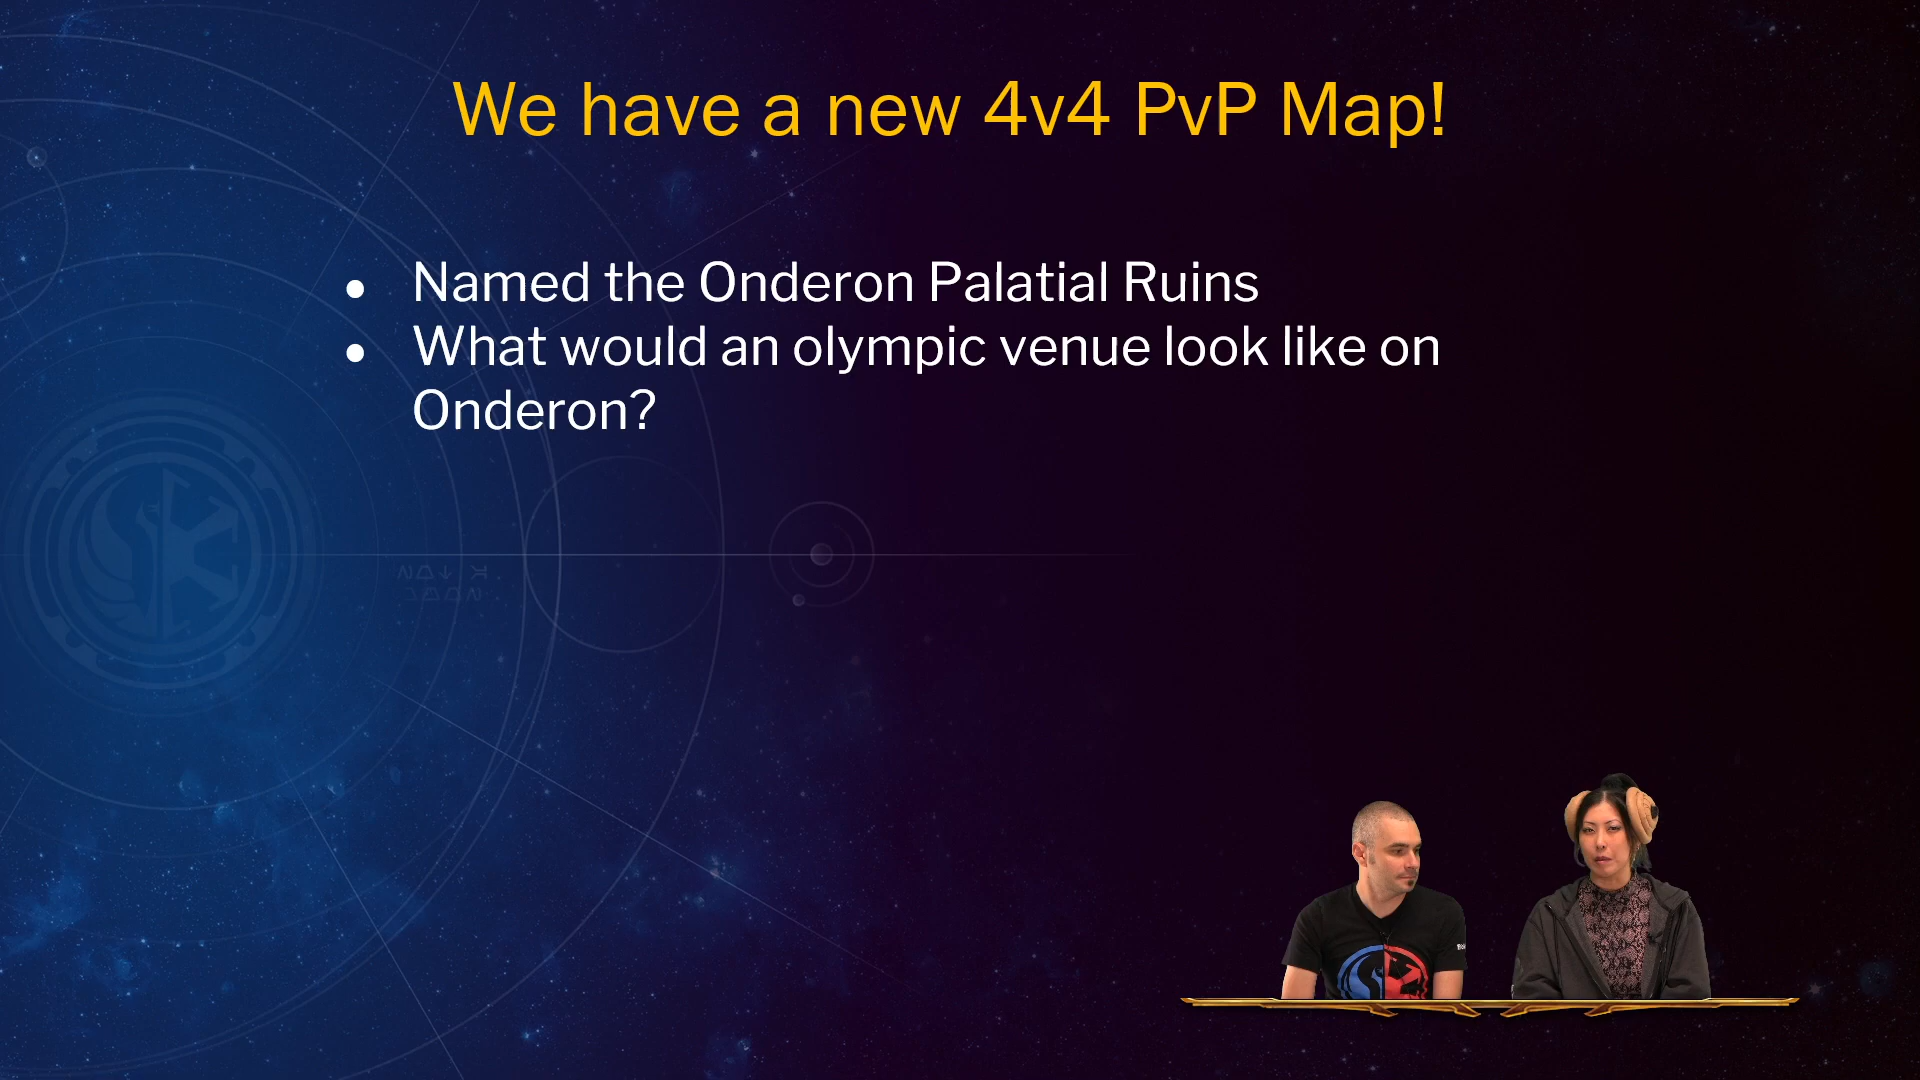 We have a new 4v4 PvP Map!
● Named the Onderon Palatial Ruins
● What would an olympic venue look like on
Onderon?